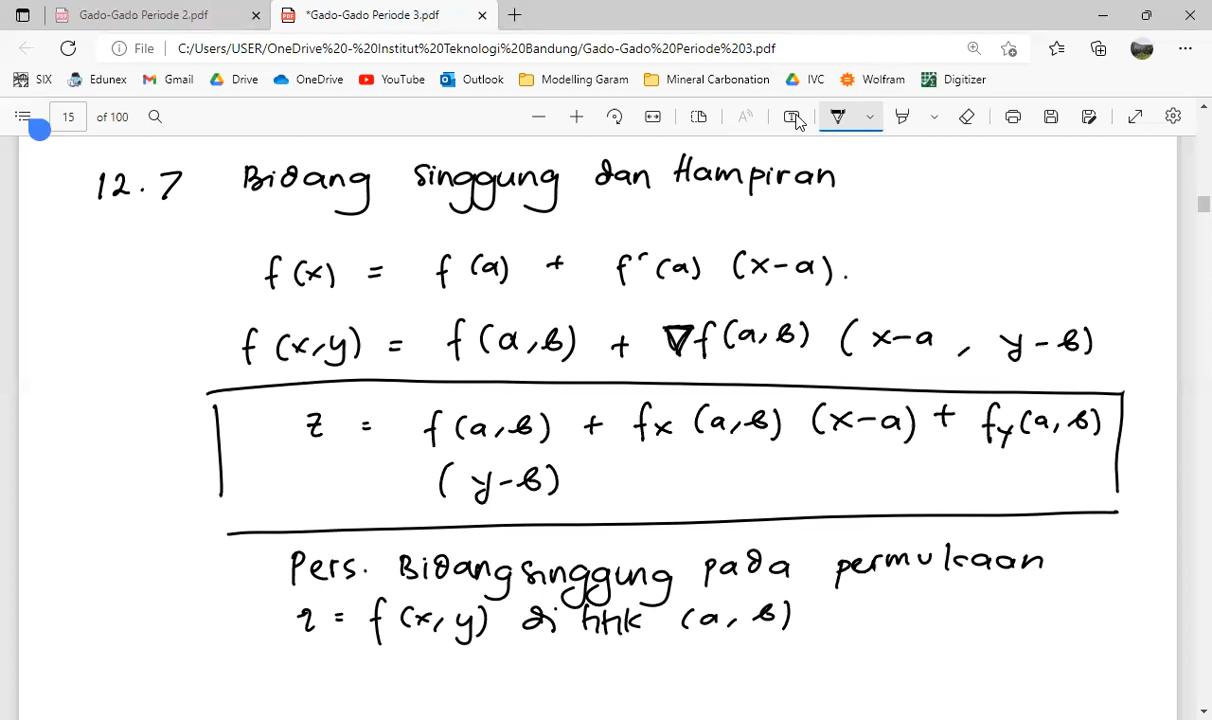 Gado-Gado Periode 2.pdf
*Gado-Gado Periode 3.pdf
File C:/Users/USER/OneDrive%20-%20Institut%20Teknologi%20Bandung/Gado-Gado%20Periode%203.pdf
SIX Edunex Gmail Drive OneDrive YouTube Outlook Modelling Garam Mineral Carbonation IVC Wolfram Digitizer
15 of 100
12.7 Bidang singgung dan Hampiran
f(x) = f(a) + f'(a) (x-a).
f(x,y) = f(a,b) + ∇f(a,b) (x-a, y-b)
z = f(a,b) + fx (a,b) (x-a) + fy(a,b)
(y-b)
Pers. Bidang singgung pada permukaan
z = f(x,y) di titik (a,b)